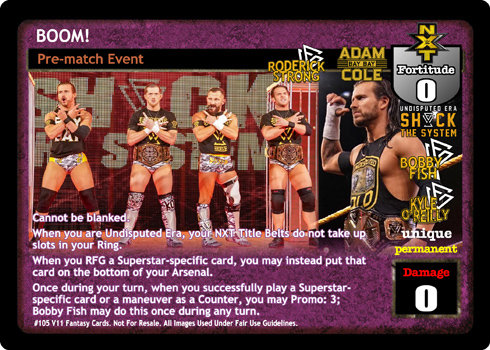 BOOM!
Pre-match Event
RODERICK
STRONG
ADAM
BAY BAY
COLE
NXT
Fortitude
0
UNDISPUTED ERA
SHOCK
THE SYSTEM
BOBBY
FISH
KYLE
O'REILLY
unique
permanent
Damage
0
SHOCK
Cannot be blanked.
When you are Undisputed Era, your NXT Title Belts do not take up
slots in your Ring.
When you RFG a Superstar-specific card, you may instead put that
card on the bottom of your Arsenal.
Once during your turn, when you successfully play a Superstar-
specific card or a maneuver as a Counter, you may Promo: 3;
Bobby Fish may do this once during any turn.
#105 V11 Fantasy Cards. Not For Resale. All Images Used Under Fair Use Guidelines.